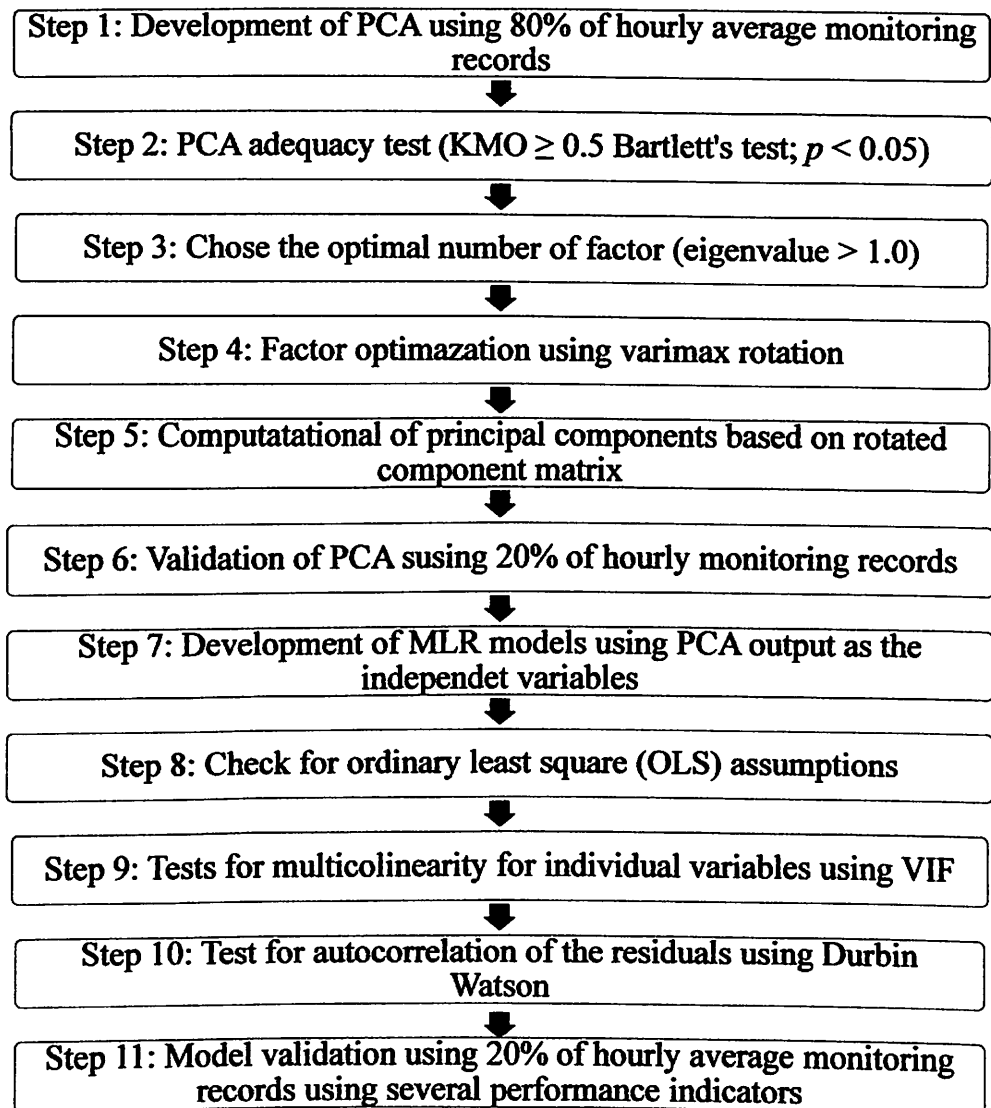 Step 1: Development of PCA using 80% of hourly average monitoring
records
Step 2: PCA adequacy test (KMO ≥ 0.5 Bartlett's test; p < 0.05)
Step 3: Chose the optimal number of factor (eigenvalue > 1.0)
Step 4: Factor optimazation using varimax rotation
Step 5: Computatational of principal components based on rotated
component matrix
Step 6: Validation of PCA susing 20% of hourly monitoring records
Step 7: Development of MLR models using PCA output as the
independet variables
Step 8: Check for ordinary least square (OLS) assumptions
Step 9: Tests for multicolinearity for individual variables using VIF
Step 10: Test for autocorrelation of the residuals using Durbin
Watson
Step 11: Model validation using 20% of hourly average monitoring
records using several performance indicators